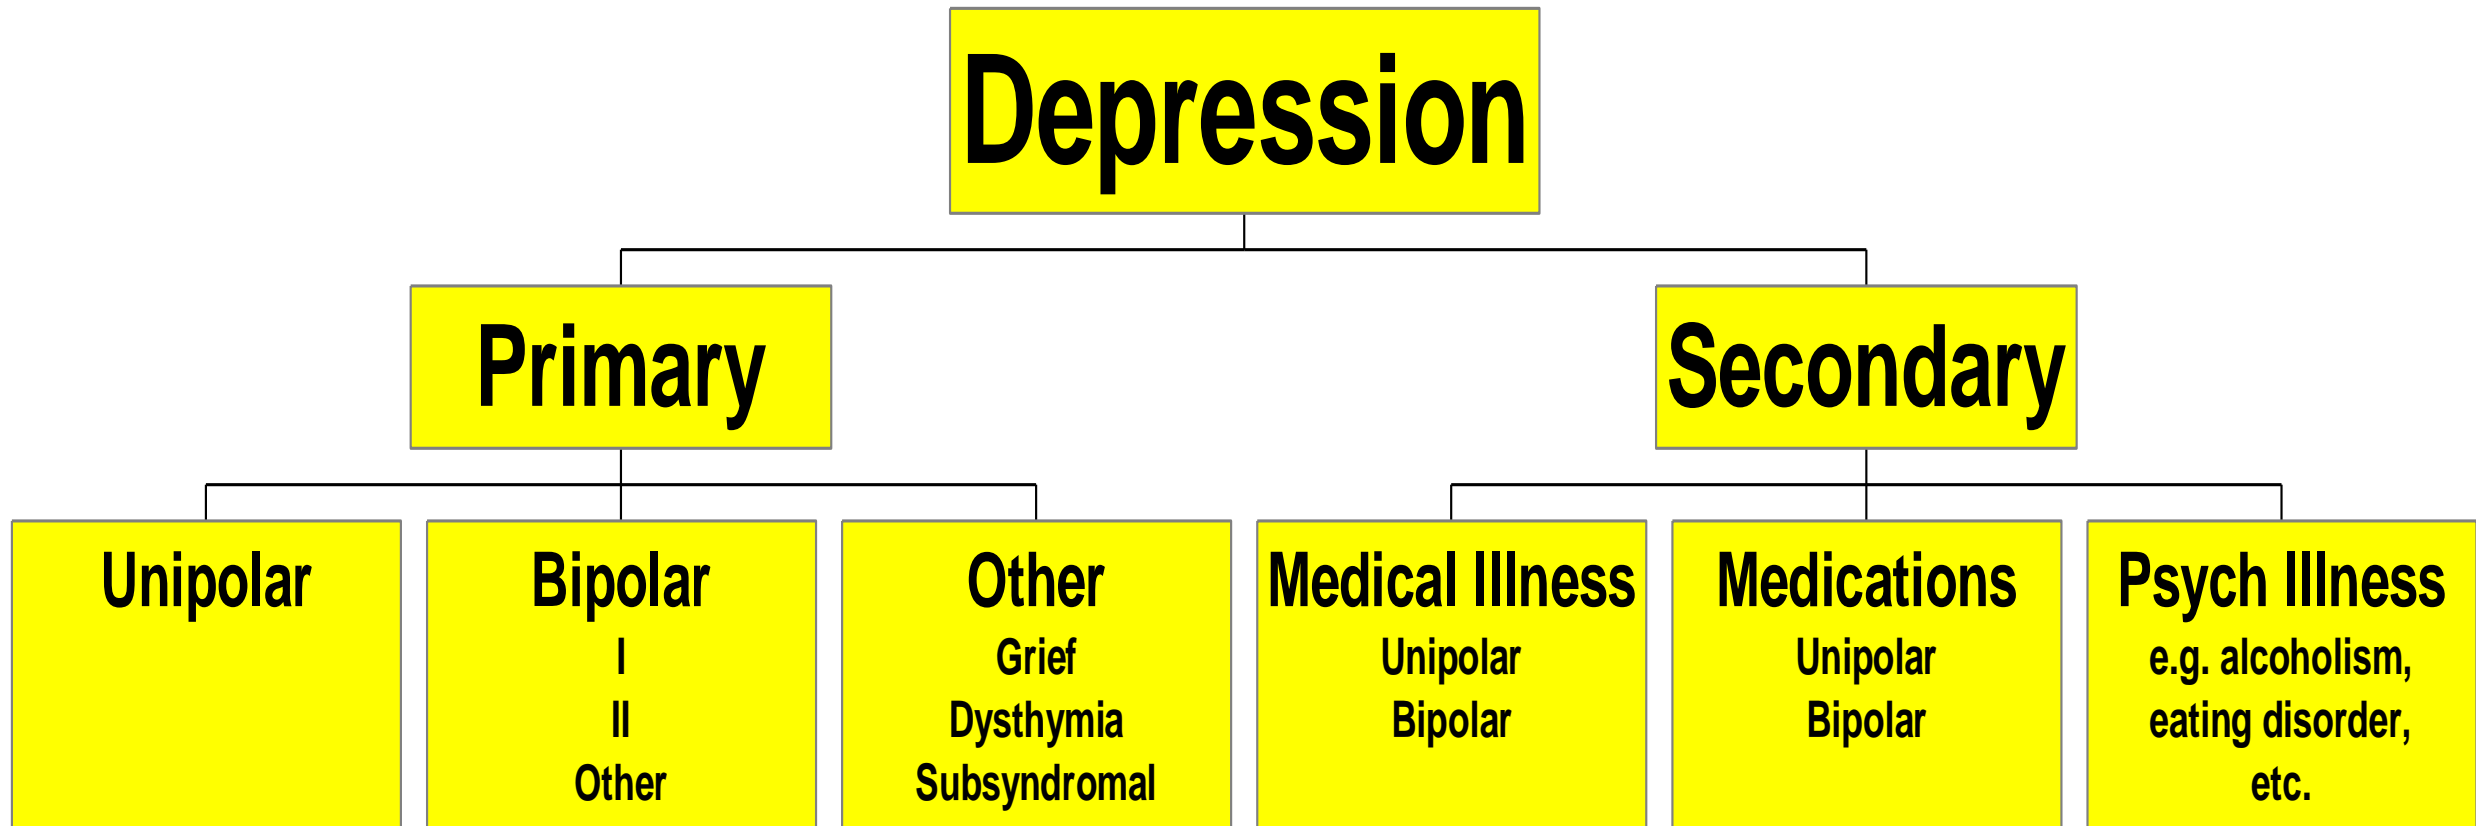 Depression
Primary
Secondary
Unipolar
Bipolar
I
II
Other
Other
Grief
Dysthymia
Subsyndromal
Medical Illness
Unipolar
Bipolar
Medications
Unipolar
Bipolar
Psych Illness
e.g. alcoholism,
eating disorder,
etc.